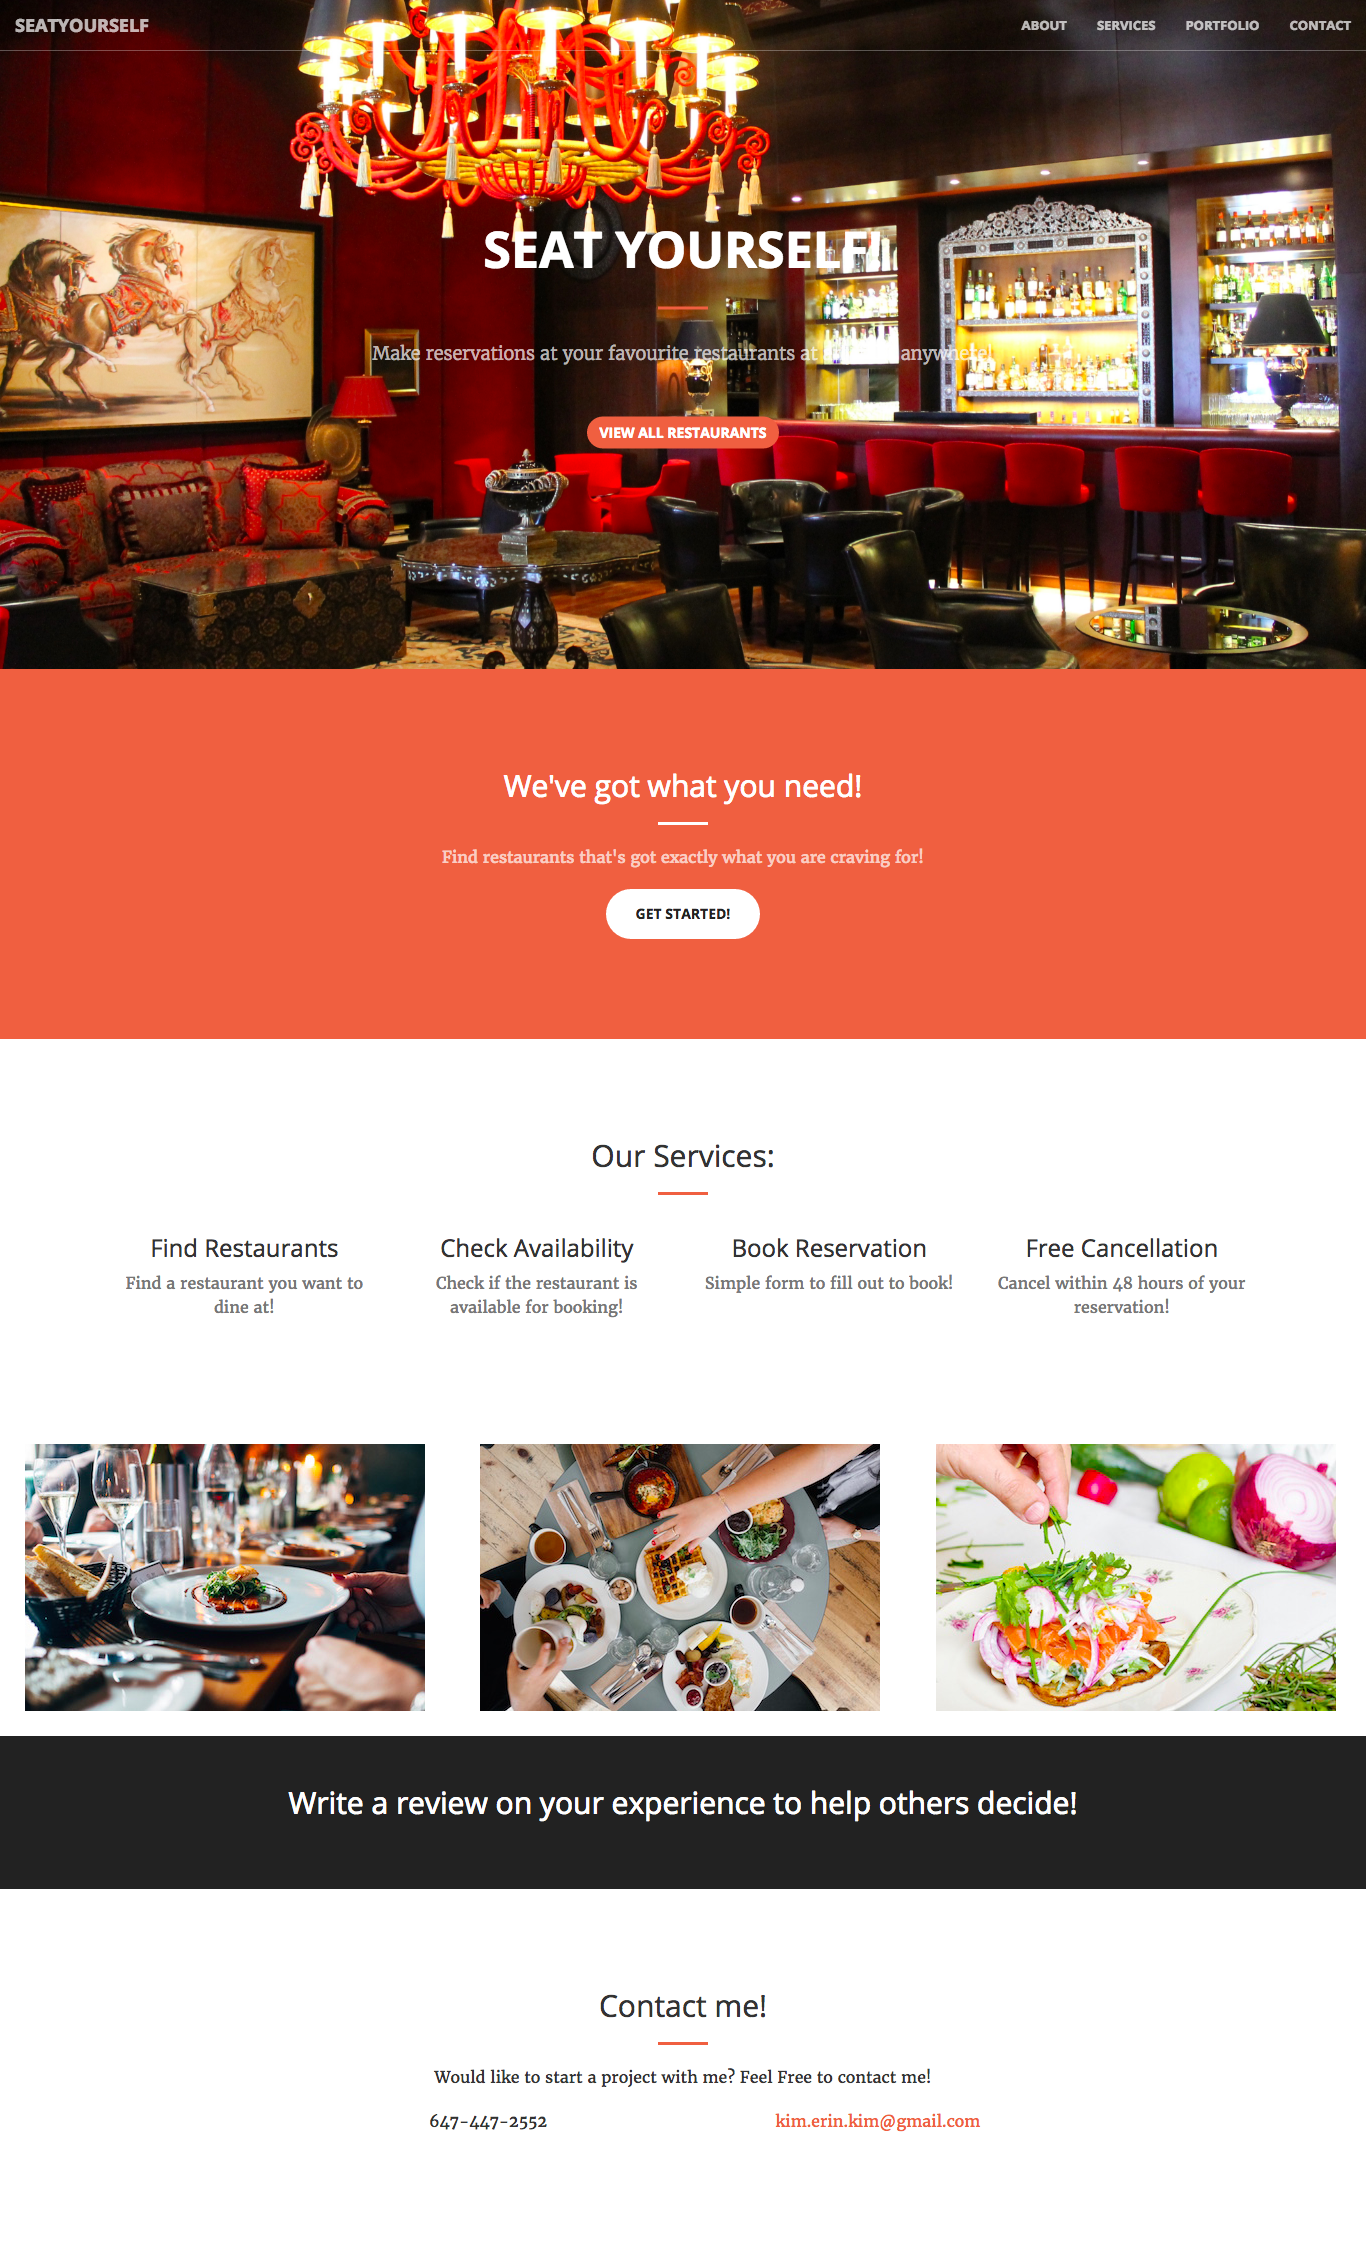 SEATYOURSELF
ABOUT SERVICES PORTFOLIO CONTACT
SEAT YOURSELF!
Make reservations at your favourite restaurants at anywhere!
VIEW ALL RESTAURANTS
We've got what you need!
Find restaurants that's got exactly what you are craving for!
GET STARTED!
Our Services:
Find Restaurants
Find a restaurant you want to
dine at!
Check Availability
Check if the restaurant is
available for booking!
Book Reservation
Simple form to fill out to book!
Free Cancellation
Cancel within 48 hours of your
reservation!
Write a review on your experience to help others decide!
Contact me!
Would like to start a project with me? Feel Free to contact me!
647-447-2552
kim.erin.kim@gmail.com